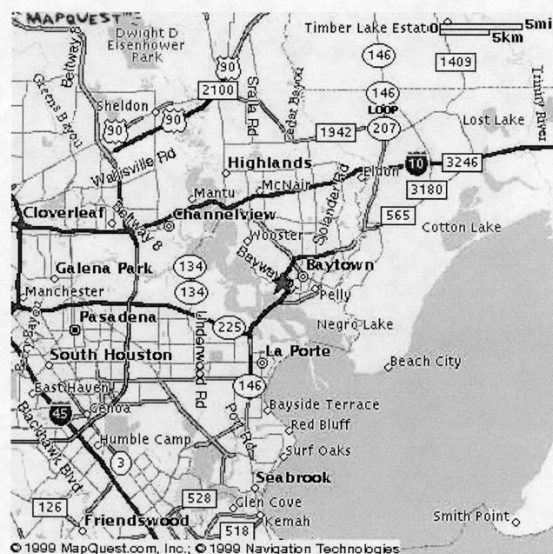 MAPQUEST
Dwight D
Eisenhower
Park
Timber Lake Estato
0 5mi
5km
Beltway
90
146
1409
Greens Bayou
Sheldon
2100
Cedar Bayou
146
LOOP
207
Trinity River
90
90
1942
Lost Lake
Wallisville Rd
Highlands
10
3246
Eldon
3180
Mantu
McNair
565
Cloverleaf
Beltway 8
Channelview
Wooster
Cotton Lake
Galena Park
134
Bayway
Baytown
Manchester
134
Pelly
Pasadena
225
Negro Lake
South Houston
Underwood Rd
La Porte
Beach City
East Haven
146
45
Genoa
Bayside Terrace
Red Bluff
Blackhawk Blvd
Humble Camp
3
Surf Oaks
Seabrook
126
528
Glen Cove
Friendswood
518
Kemah
Smith Point
© 1999 MapQuest.com, Inc.; © 1999 Navigation Technologies